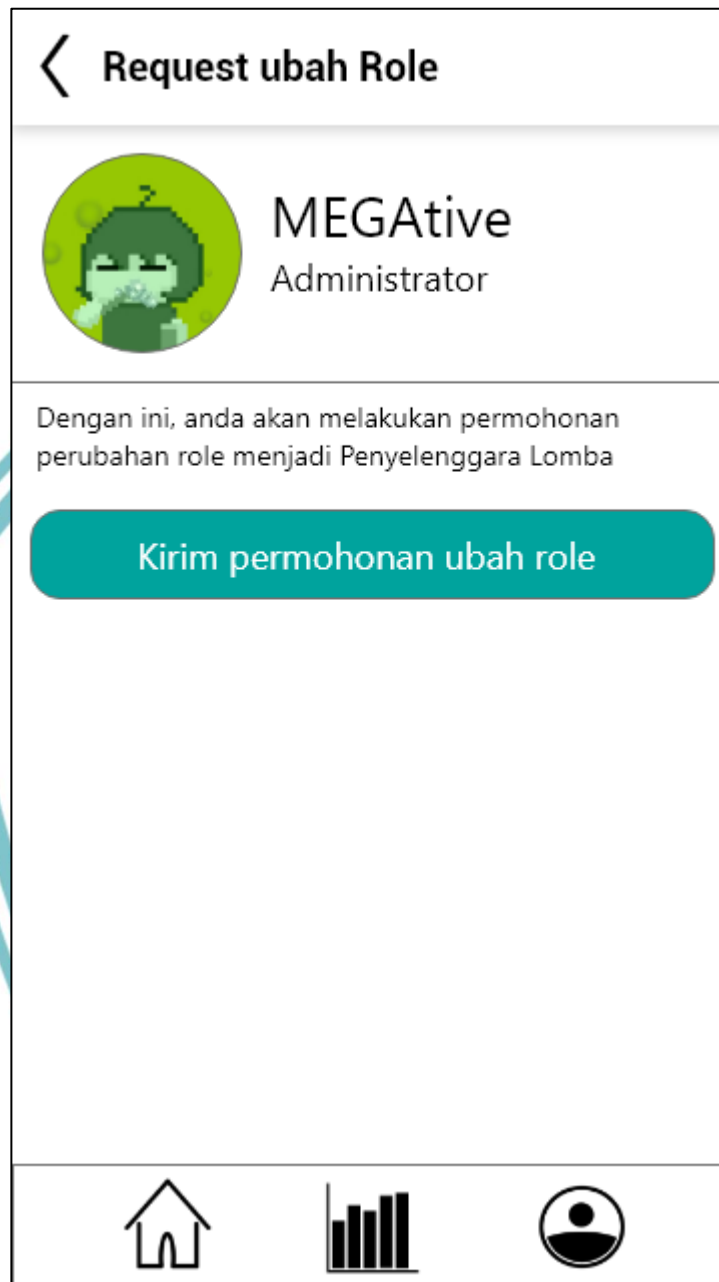 Request ubah Role
MEGAtive
Administrator
Dengan ini, anda akan melakukan permohonan
perubahan role menjadi Penyelenggara Lomba
Kirim permohonan ubah role